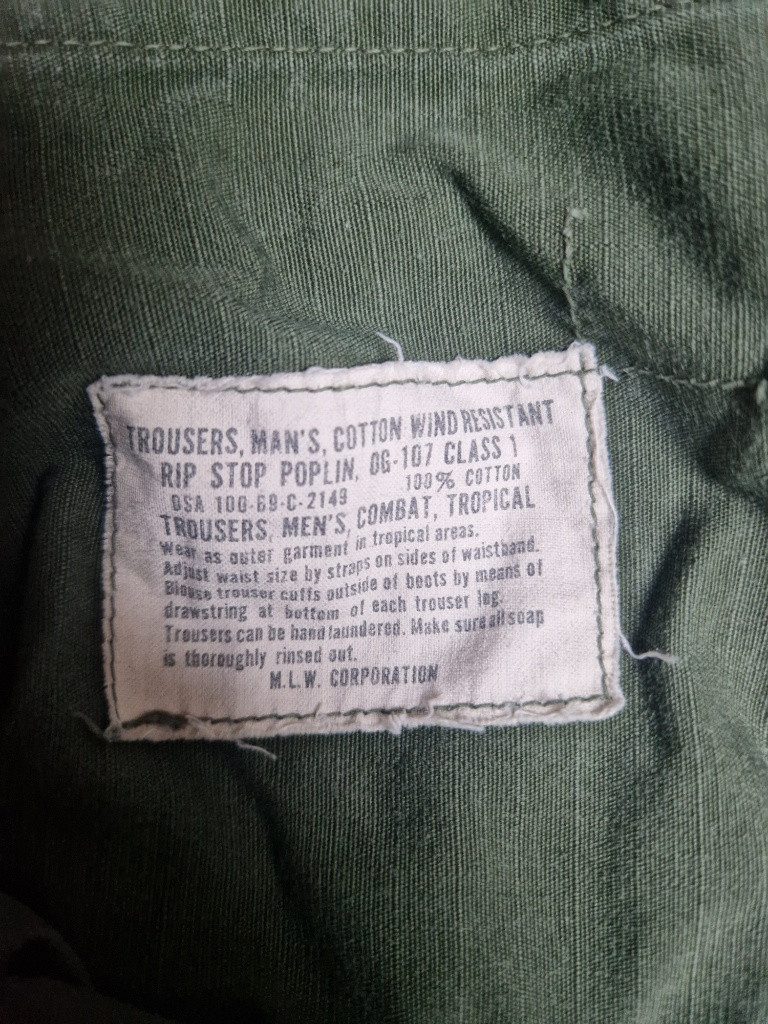 TROUSERS, MAN'S, COTTON WIND RESISTANT
RIP STOP POPLIN, OG-107 CLASS 1
100% COTTON
DSA 100-69-C-2149
TROUSERS, MEN'S, COMBAT, TROPICAL
Wear as outer garment in tropical areas.
Adjust waist size by straps on sides of waistband.
Blouse trouser cuffs outside of boots by means of
drawstring at bottom of each trouser leg.
Trousers can be hand laundered. Make sure all soap
is thoroughly rinsed out.
M.L.W. CORPORATION